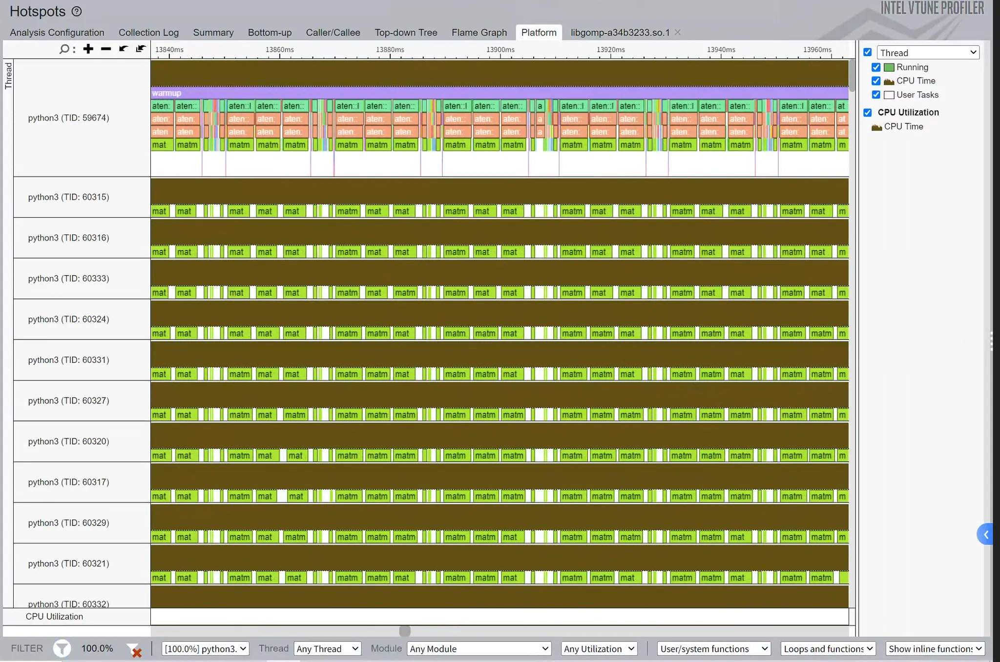 Hotspots ?
INTEL VTUNE PROFILER
Analysis Configuration Collection Log Summary Bottom-up Caller/Callee Top-down Tree Flame Graph Platform libgomp-a34b3233.so.1 ×
13840ms 13860ms 13880ms 13900ms 13920ms 13940ms 13960ms
Thread
warmup
python3 (TID: 59674)
aten: aten:: aten::l aten:: aten:: aten::l aten:: aten:: aten::l aten:: aten:: a aten::l aten::l aten:: aten::l aten:: aten:: aten::l aten:: at
aten: aten: aten:: aten: aten: aten:: aten:: aten:: aten:: aten:: aten:: a aten:: aten:: aten:: aten:: aten:: aten:: aten:: aten:: at
aten aten aten: aten: aten: aten:: aten: aten: aten:: aten: aten: a aten: aten: aten: aten: aten: aten: aten: aten: at
mat matm matm matm matm matm matm matm matm matm matm matm matm matm matm matm matm matm matm m
python3 (TID: 60315)
mat mat mat mat mat matm mat mat matm mat mat matm mat mat matm mat mat matm mat m
python3 (TID: 60316)
mat mat mat mat mat matm mat mat matm mat mat matm mat mat matm mat mat matm mat m
python3 (TID: 60333)
mat mat mat mat mat matm mat matm matm mat mat matm mat mat matm mat mat matm mat m
python3 (TID: 60324)
mat mat mat mat mat matm matm mat matm matm mat matm matm mat matm matm mat matm matm m
python3 (TID: 60331)
mat mat matm mat mat matm matm mat matm matm mat matm matm mat matm matm mat matm matm m
python3 (TID: 60327)
mat mat matm mat matm matm matm matm matm matm matm matm matm matm matm matm matm matm matm m
python3 (TID: 60320)
mat mat matm mat mat matm matm matm matm matm matm matm matm matm matm matm matm matm matm m
python3 (TID: 60317)
mat mat matm mat mat matm matm matm matm matm matm matm matm matm matm matm matm matm matm m
python3 (TID: 60329)
mat mat matm mat matm matm matm matm matm matm mat matm matm matm matm matm mat matm matm m
python3 (TID: 60321)
mat mat matm mat mat matm matm mat matm matm mat matm matm mat matm matm mat matm matm
python3 (TID: 60332)
CPU Utilization
Thread
Running
CPU Time
User Tasks
CPU Utilization
CPU Time
FILTER 100.0% [100.0%] python3. Thread Any Thread Module Any Module Any Utilization User/system functions Loops and functions Show inline functions